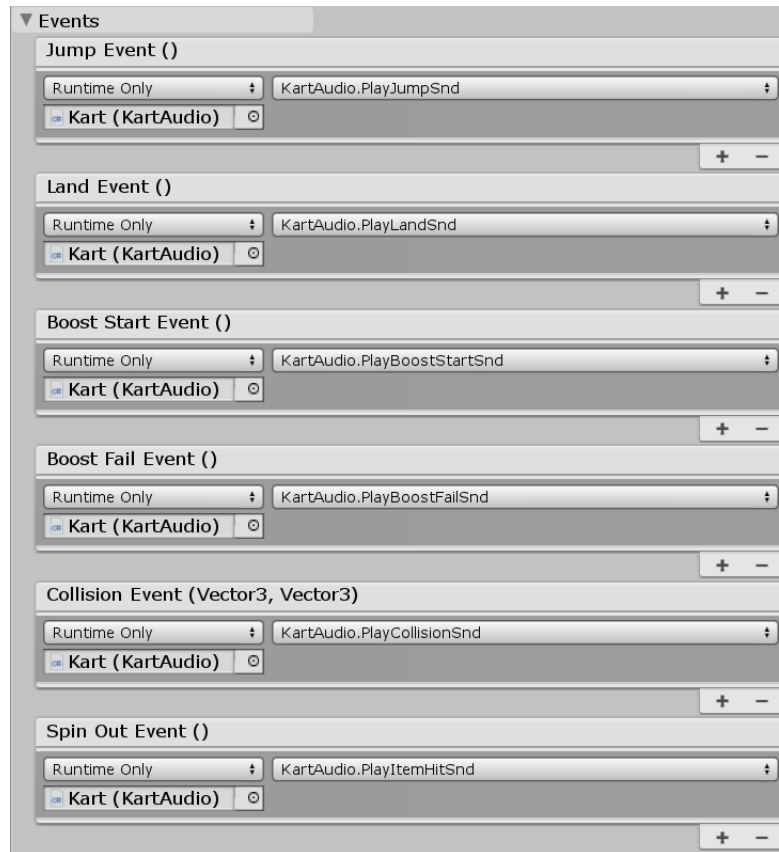 Events
Jump Event ()
Runtime Only KartAudio.PlayJumpSnd
Kart (KartAudio)
+ −
Land Event ()
Runtime Only KartAudio.PlayLandSnd
Kart (KartAudio)
+ −
Boost Start Event ()
Runtime Only KartAudio.PlayBoostStartSnd
Kart (KartAudio)
+ −
Boost Fail Event ()
Runtime Only KartAudio.PlayBoostFailSnd
Kart (KartAudio)
+ −
Collision Event (Vector3, Vector3)
Runtime Only KartAudio.PlayCollisionSnd
Kart (KartAudio)
+ −
Spin Out Event ()
Runtime Only KartAudio.PlayItemHitSnd
Kart (KartAudio)
+ −